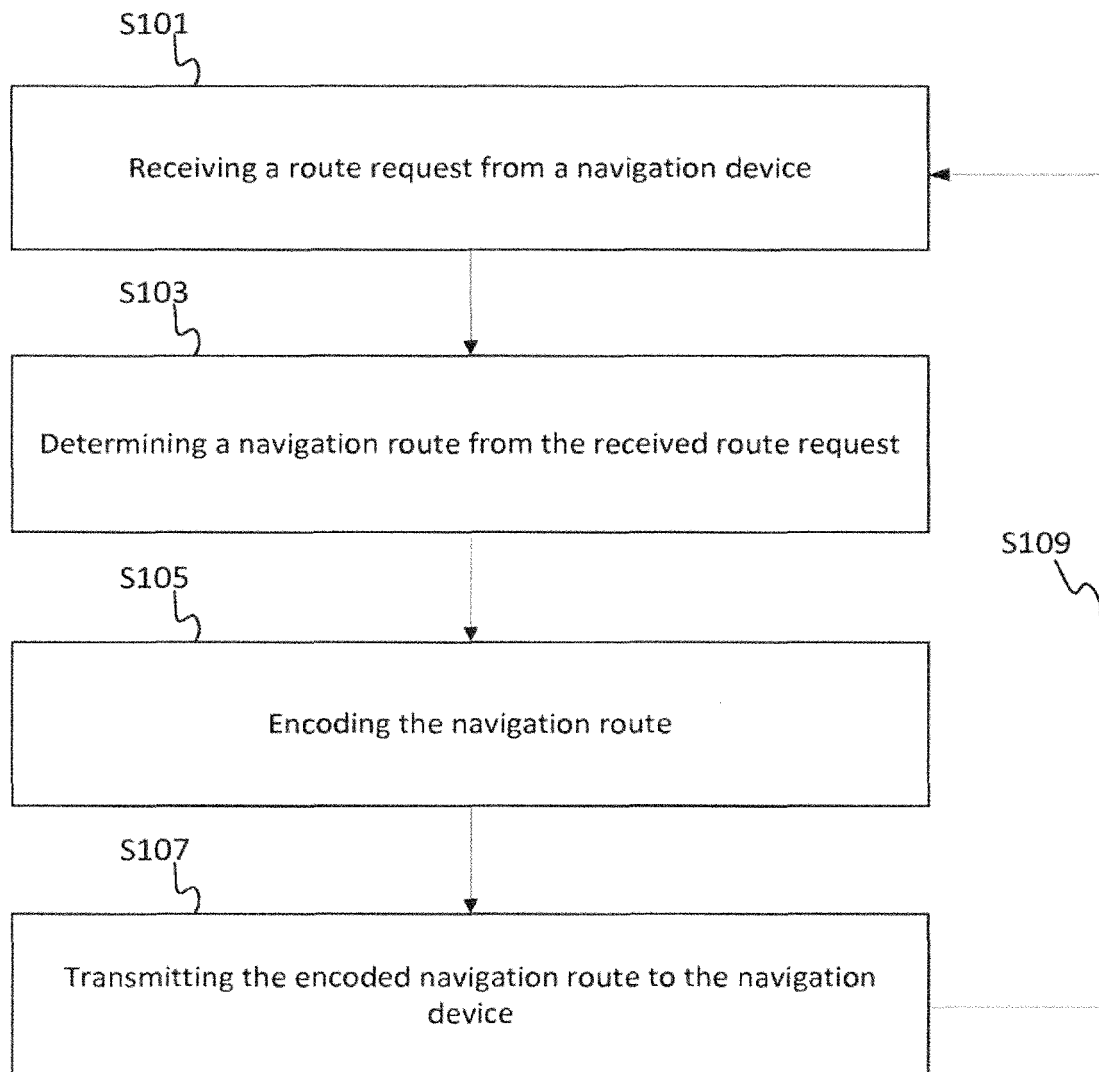 S101
Receiving a route request from a navigation device
S103
Determining a navigation route from the received route request
S109
S105
Encoding the navigation route
S107
Transmitting the encoded navigation route to the navigation
device